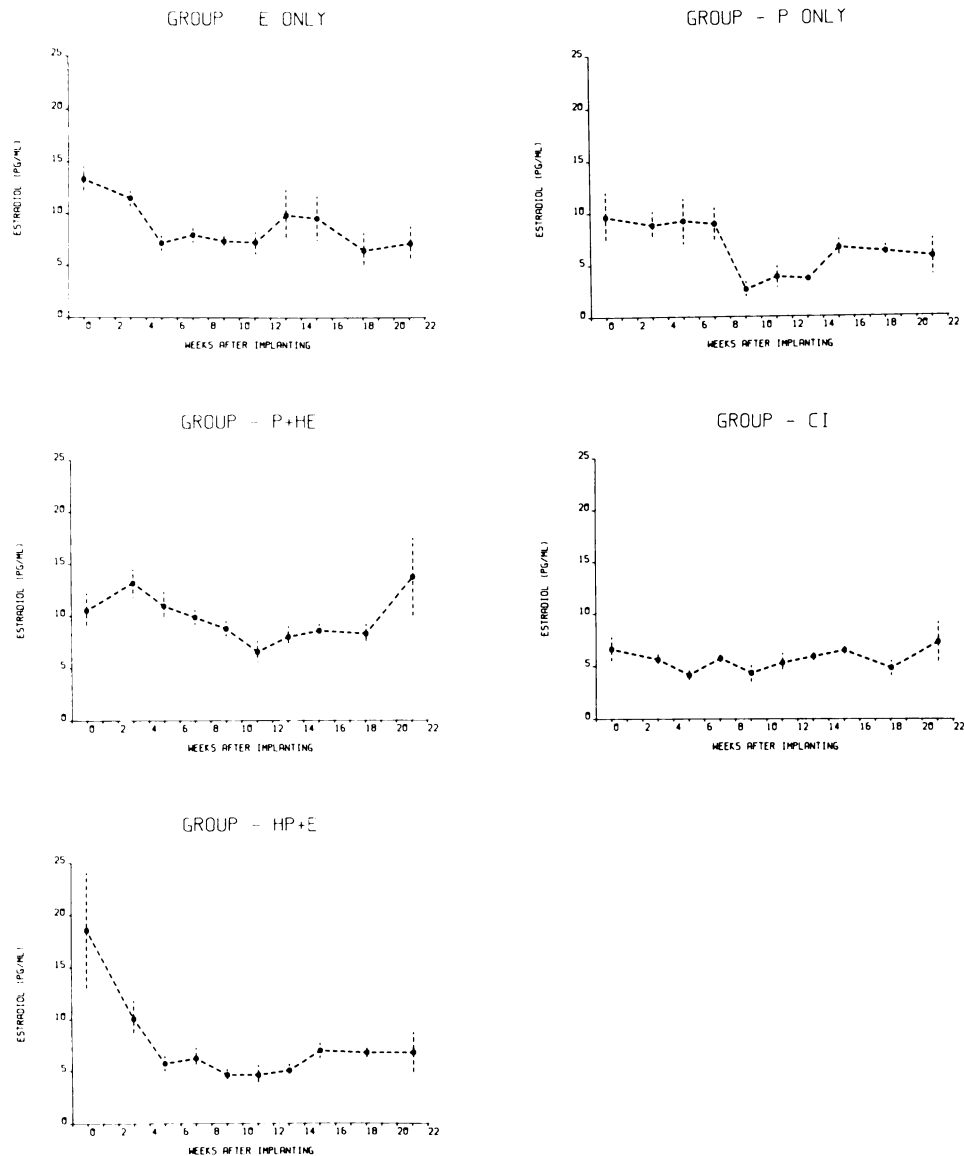 GROUP E ONLY
25
20
15
10
5
0
ESTRADIOL (PG/ML)
0 2 4 6 8 10 12 14 16 18 20 22
WEEKS AFTER IMPLANTING
GROUP - P ONLY
25
20
15
10
5
0
ESTRADIOL (PG/ML)
0 2 4 6 8 10 12 14 16 18 20 22
WEEKS AFTER IMPLANTING
GROUP - P+HE
25
20
15
10
5
0
ESTRADIOL (PG/ML)
0 2 4 6 8 10 12 14 16 18 20 22
WEEKS AFTER IMPLANTING
GROUP - CI
25
20
15
10
5
0
ESTRADIOL (PG/ML)
0 2 4 6 8 10 12 14 16 18 20 22
WEEKS AFTER IMPLANTING
GROUP - HP+E
25
20
15
10
5
0
ESTRADIOL (PG/ML)
0 2 4 6 8 10 12 14 16 18 20 22
WEEKS AFTER IMPLANTING